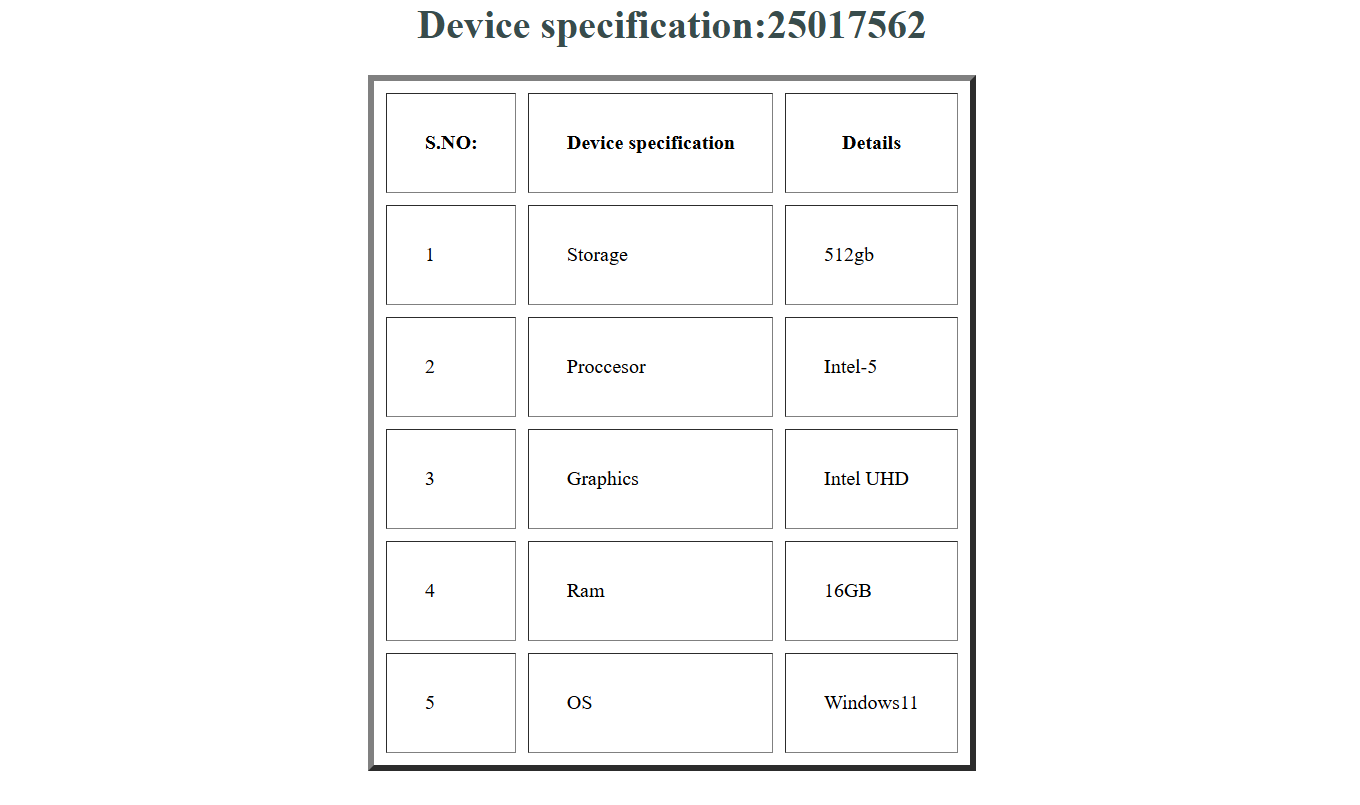 Device specification:25017562
S.NO: Device specification Details
1 Storage 512gb
2 Proccesor Intel-5
3 Graphics Intel UHD
4 Ram 16GB
5 OS Windows11